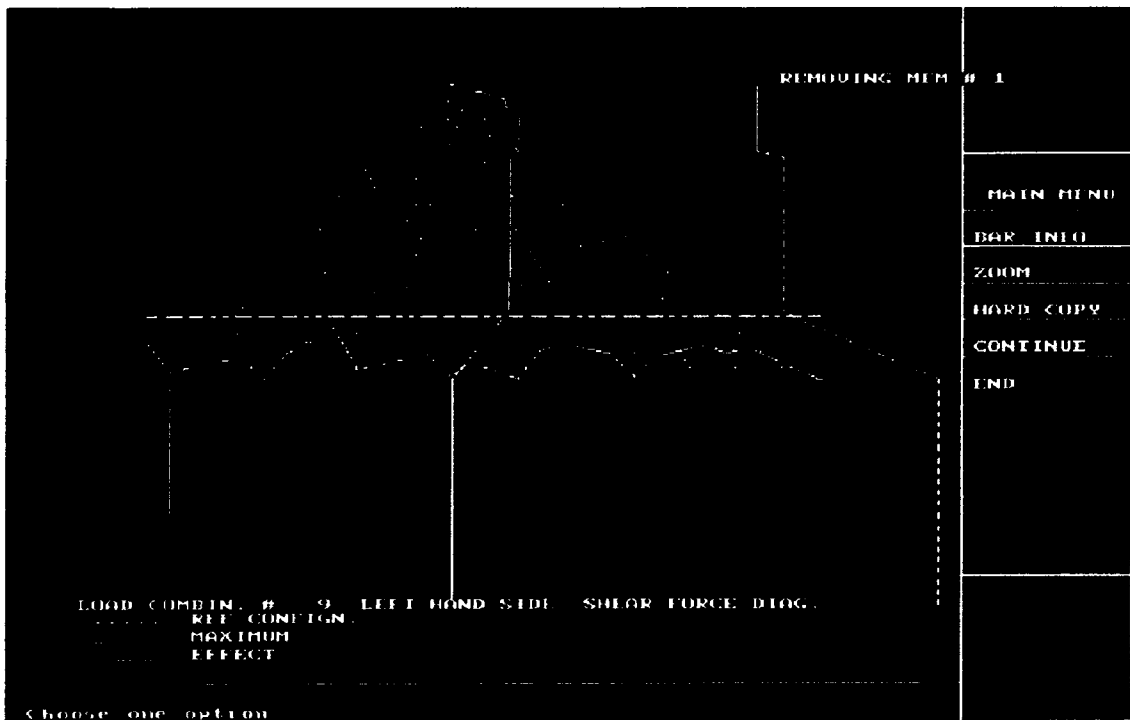 REMOVING MEM # 1
MAIN MENU
BAR INFO
ZOOM
HARD COPY
CONTINUE
END
LOAD COMBIN. # 9 LEFT HAND SIDE SHEAR FORCE DIAG.
REF CONFIGN.
MAXIMUM
EFFECT
Choose one option